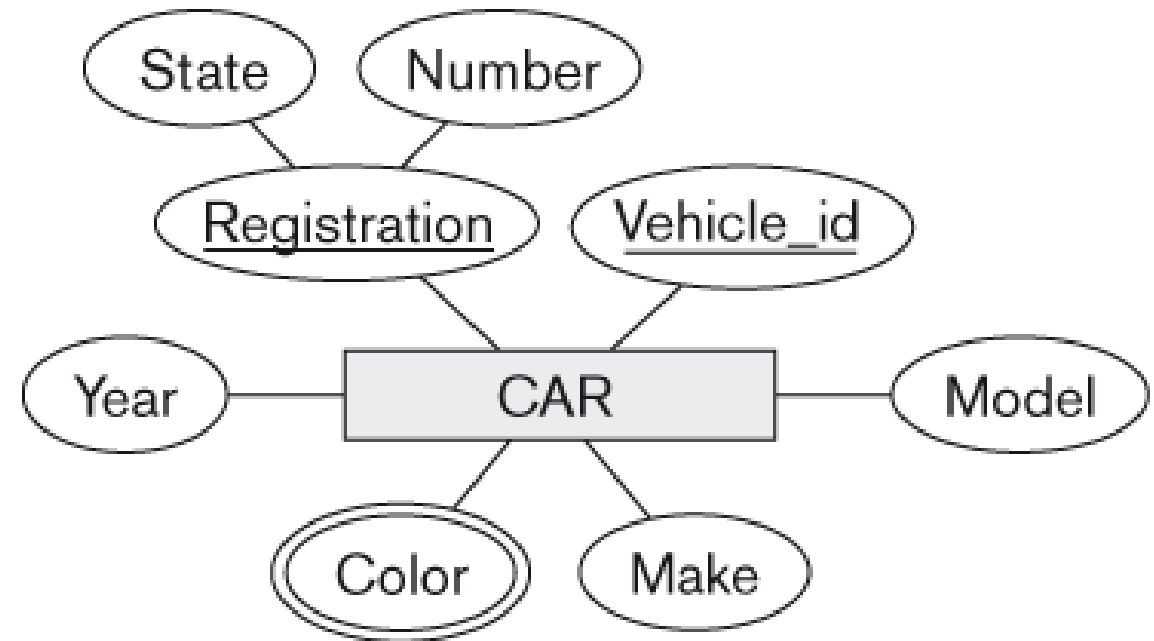 State
Number
Registration
Vehicle_id
Year
CAR
Model
Color
Make